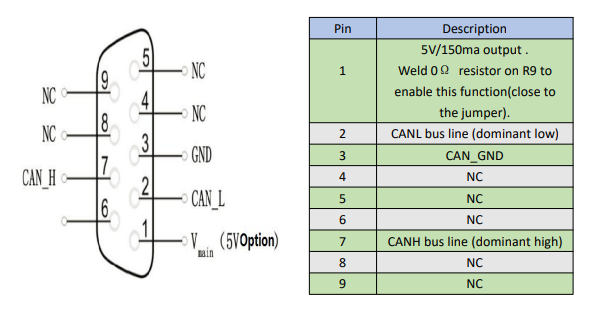 5
NC
9
NC
4
NC
8
NC
3
GND
7
CAN_H
2
CAN_L
6
1
Vmain (5VOption)
Pin Description
1 5V/150ma output .
Weld 0 Ω resistor on R9 to
enable this function(close to
the jumper).
2 CANL bus line (dominant low)
3 CAN_GND
4 NC
5 NC
6 NC
7 CANH bus line (dominant high)
8 NC
9 NC